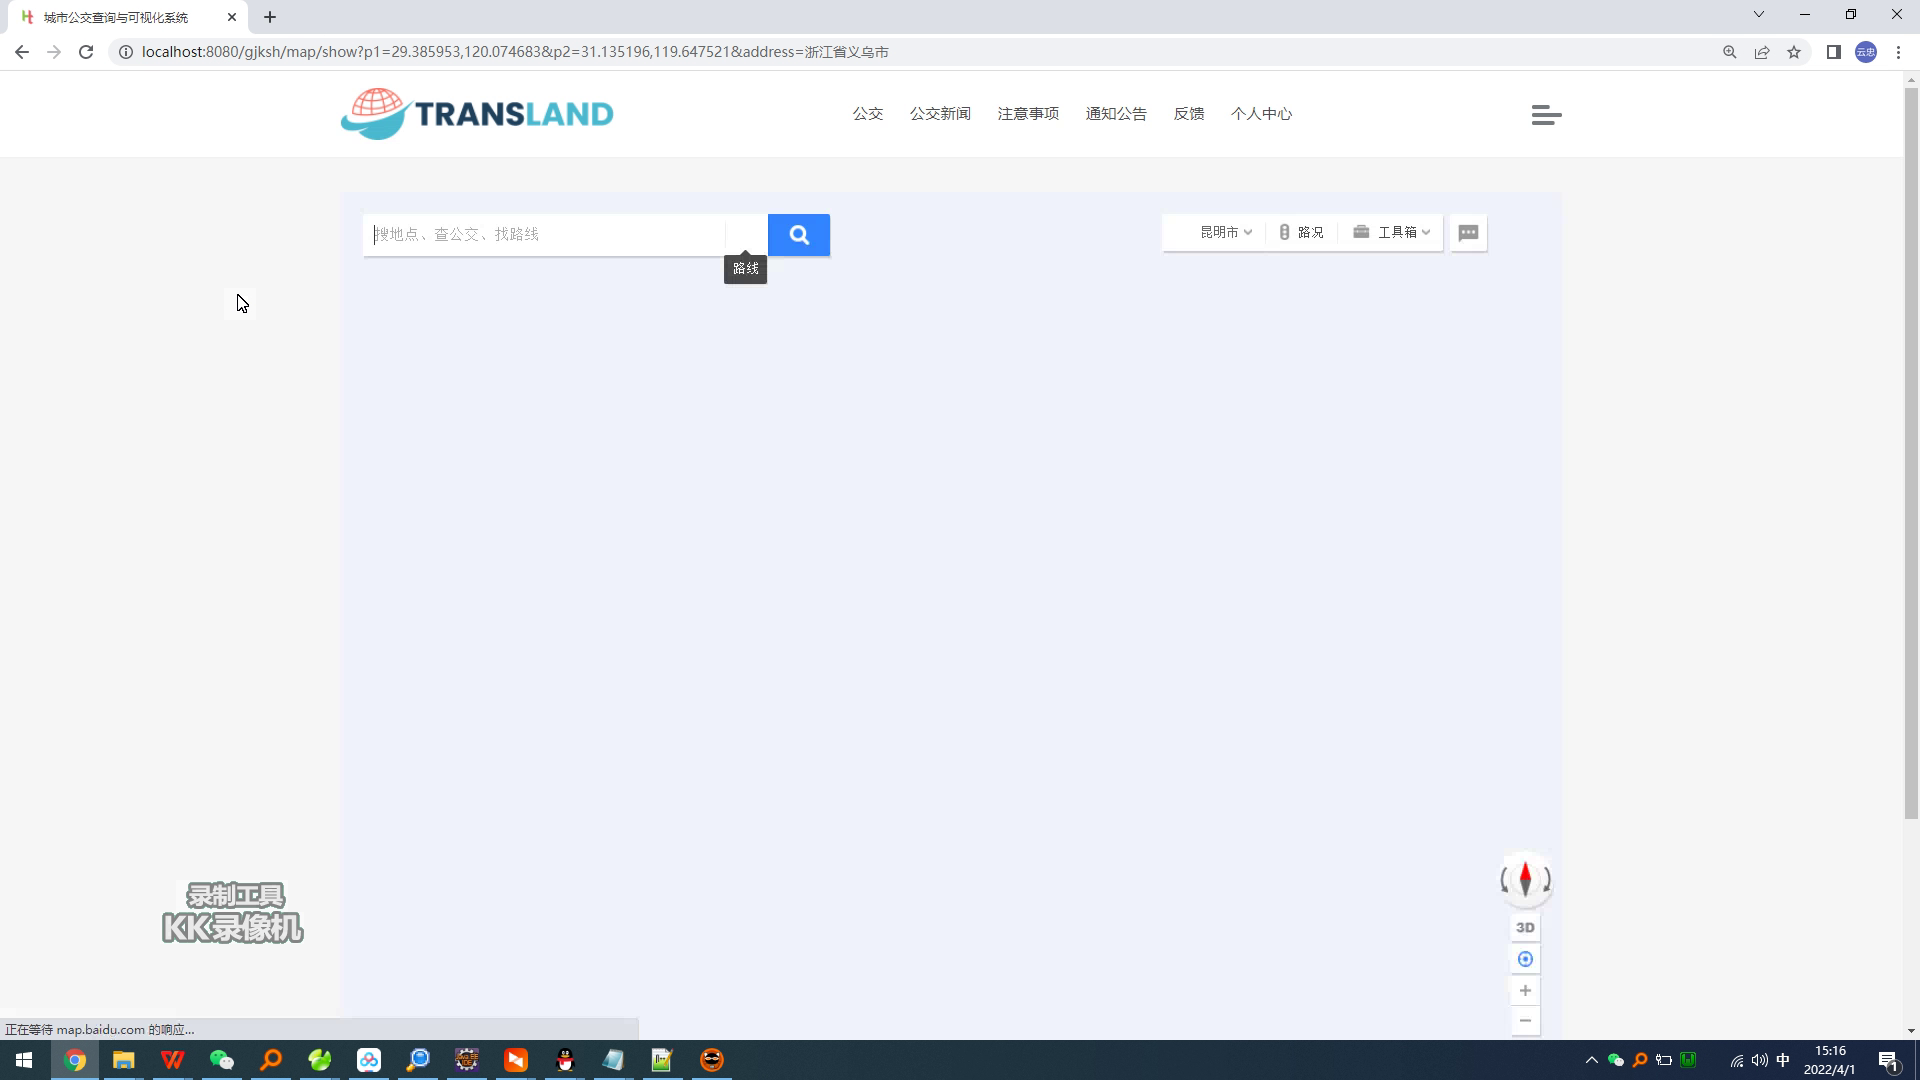 城市公交查询与可视化系统
localhost:8080/gjksh/map/show?p1=29.385953,120.074683&p2=31.135196,119.647521&address=浙江省义乌市
云忠
TRANSLAND
公交
公交新闻
注意事项
通知公告
反馈
个人中心
搜地点、查公交、找路线
路线
昆明市
路况
工具箱
录制工具
KK录像机
3D
正在等待 map.baidu.com 的响应...
中
15:16
2022/4/1
1